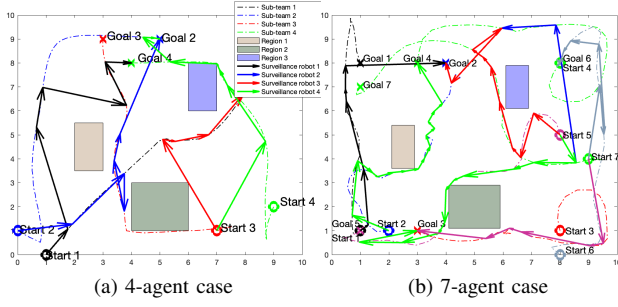 10
9
8
7
6
5
4
3
2
1
0
0 1 2 3 4 5 6 7 8 9 10
Goal 3
Goal 2
Goal 4
Start 4
Start 2
Start 3
Start 1
Sub-team 1
Sub-team 2
Sub-team 3
Sub-team 4
Region 1
Region 2
Region 3
Surveillance robot 1
Surveillance robot 2
Surveillance robot 3
Surveillance robot 4
(a) 4-agent case
10
9
8
7
6
5
4
3
2
1
0
0 1 2 3 4 5 6 7 8 9 10
Goal 1
Goal 4
Goal 2
Goal 6
Start 4
Goal 7
Start 5
Start 7
Goal 5
Start 2
Goal 3
Start
Start 3
Start 6
(b) 7-agent case